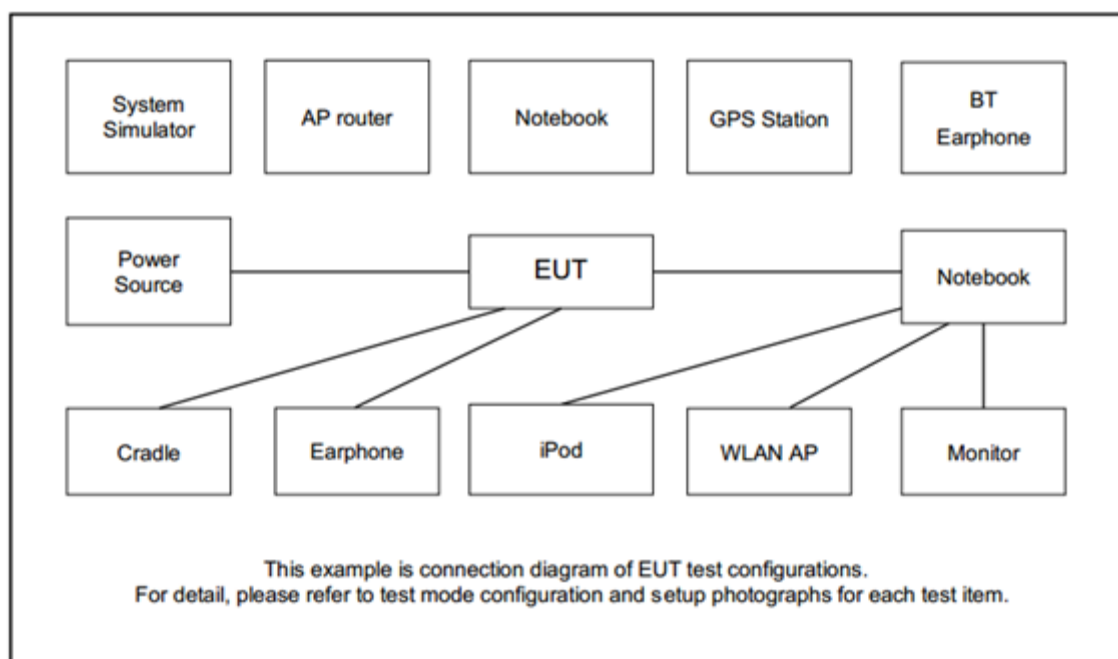 System
Simulator
AP router
Notebook
GPS Station
BT
Earphone
Power
Source
EUT
Notebook
Cradle
Earphone
iPod
WLAN AP
Monitor
This example is connection diagram of EUT test configurations.
For detail, please refer to test mode configuration and setup photographs for each test item.